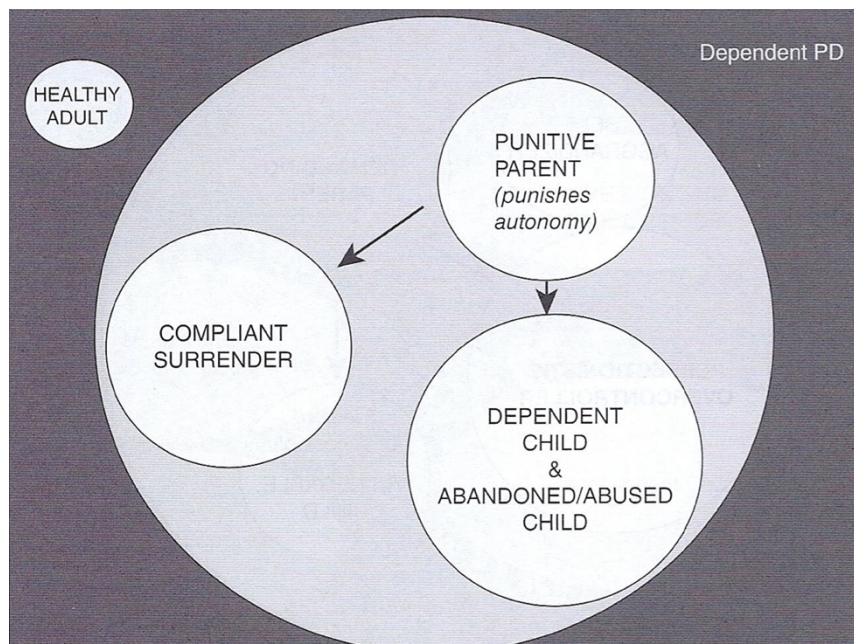 Dependent PD
HEALTHY
ADULT
PUNITIVE
PARENT
(punishes
autonomy)
COMPLIANT
SURRENDER
DEPENDENT
CHILD
&
ABANDONED/ABUSED
CHILD